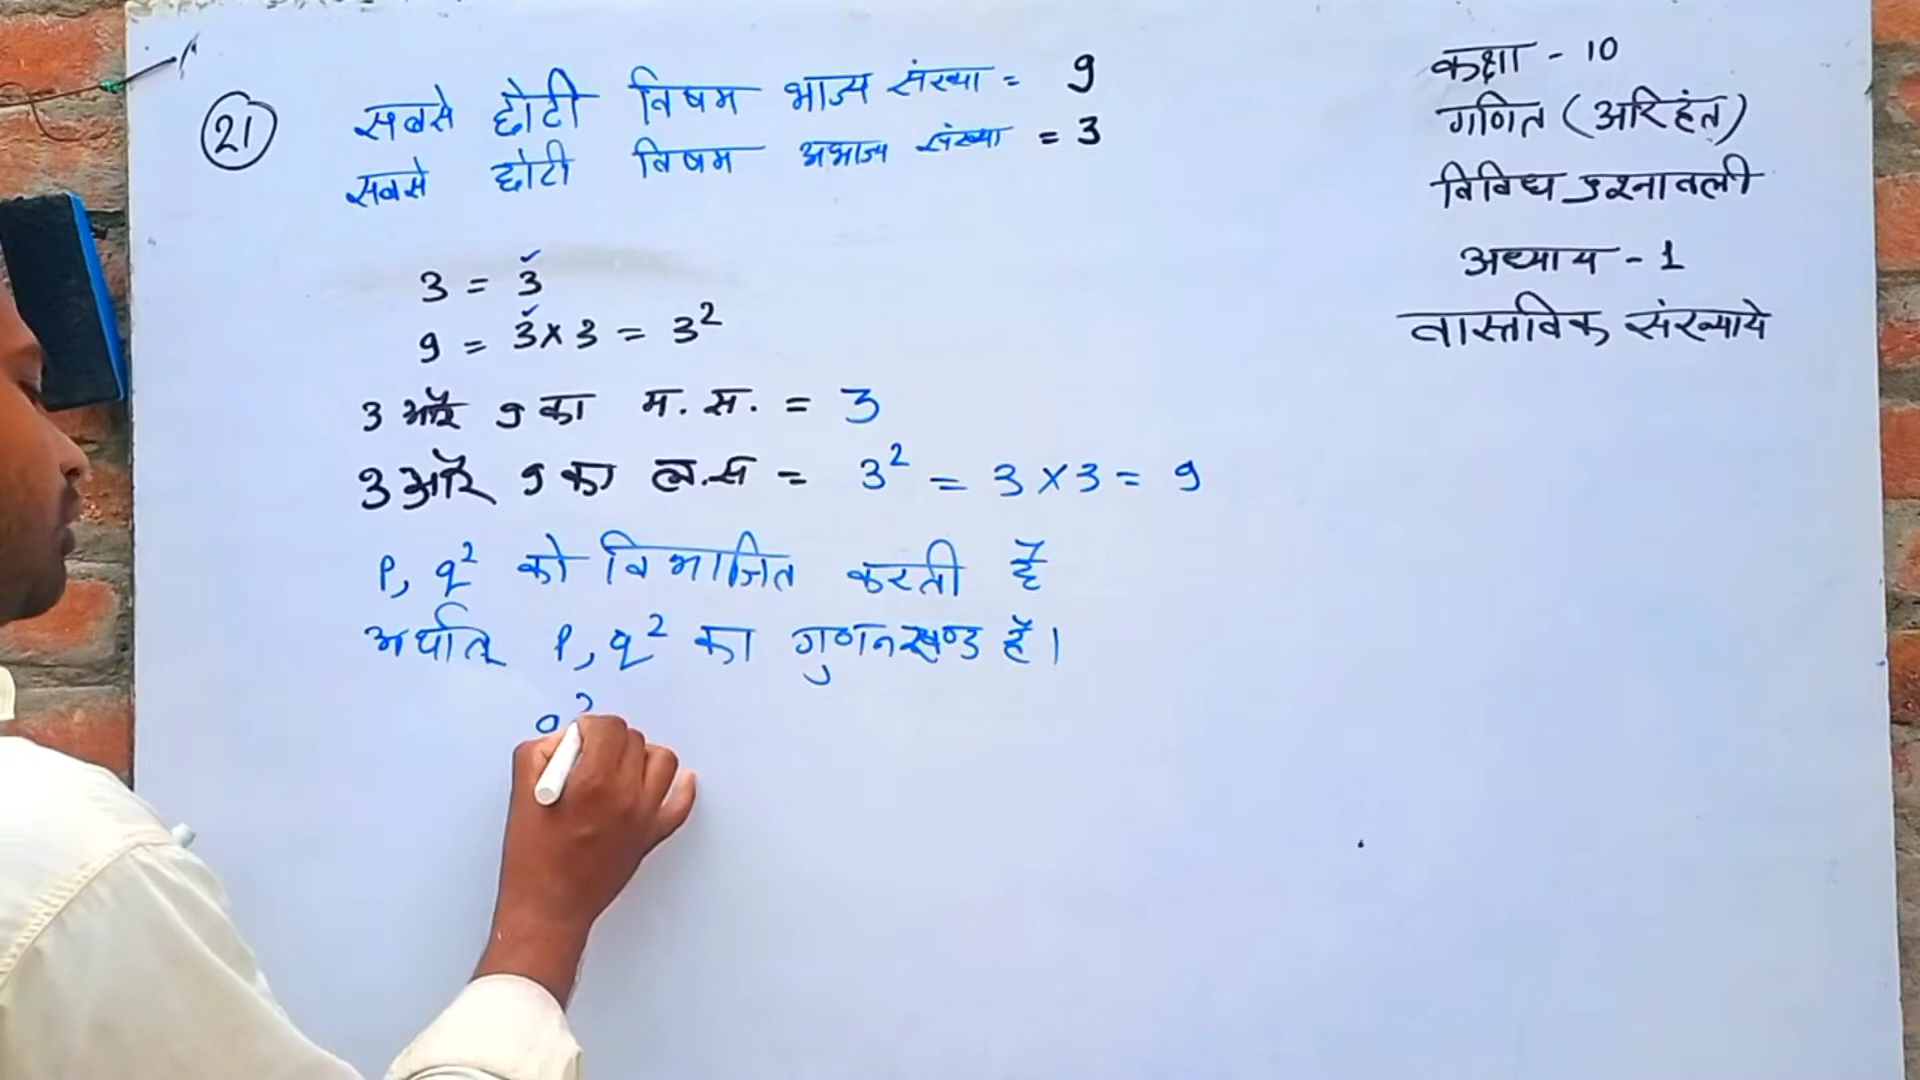 21
सबसे छोटी विषम भाज्य संख्या = 9
सबसे छोटी विषम अभाज्य संख्या = 3
3 = 3
9 = 3 × 3 = 3²
3 और 9 का म. स. = 3
3 और 9 का ल.स = 3² = 3 × 3 = 9
P, q² को विभाजित करती है
अर्थात P, q² का गुणनखण्ड है।
कक्षा - 10
गणित (अरिहंत)
विविध प्रश्नावली
अध्याय - 1
वास्तविक संख्याये